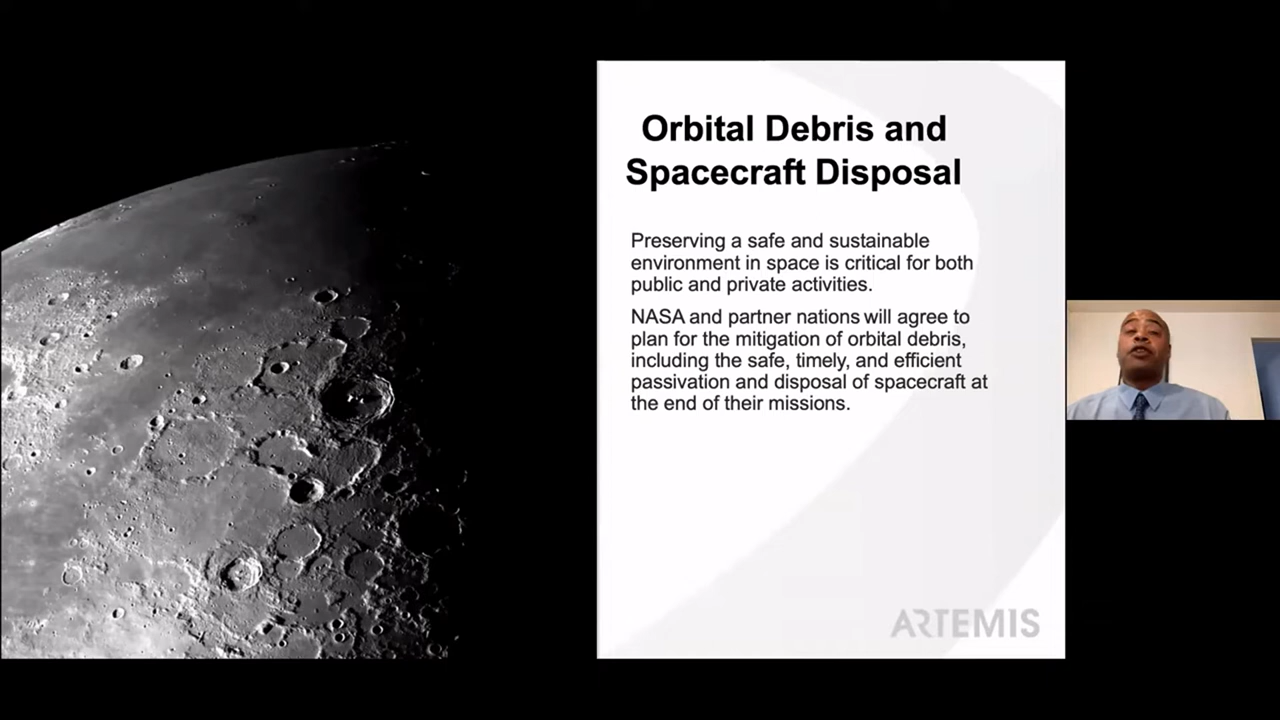 Orbital Debris and
Spacecraft Disposal
Preserving a safe and sustainable
environment in space is critical for both
public and private activities.
NASA and partner nations will agree to
plan for the mitigation of orbital debris,
including the safe, timely, and efficient
passivation and disposal of spacecraft at
the end of their missions.
ARTEMIS